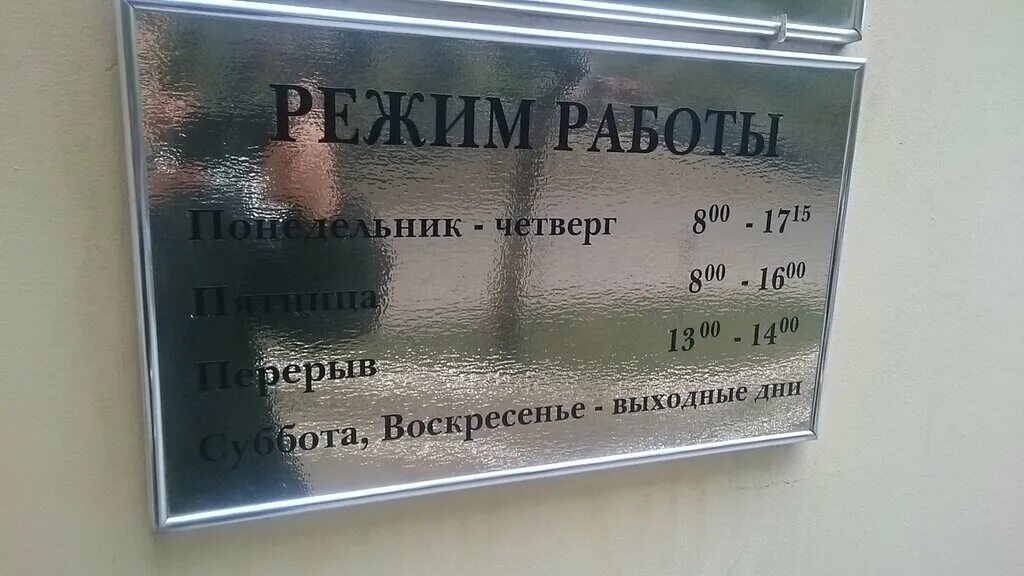 РЕЖИМ РАБОТЫ
Понедельник - четверг 8⁰⁰ - 17¹⁵
Пятница 8⁰⁰ - 16⁰⁰
Перерыв 13⁰⁰ - 14⁰⁰
Суббота, Воскресенье - выходные дни